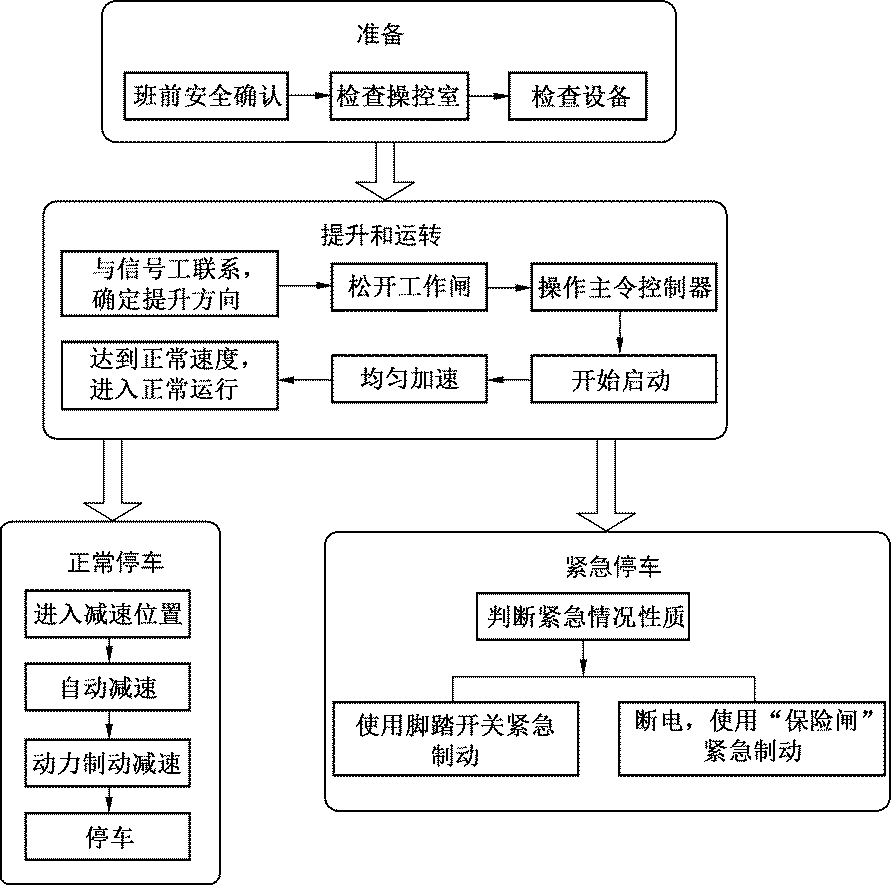 准备
班前安全确认
检查操控室
检查设备
提升和运转
与信号工联系，
确定提升方向
松开工作闸
操作主令控制器
达到正常速度，
进入正常运行
均匀加速
开始启动
正常停车
进入减速位置
自动减速
动力制动减速
停车
紧急停车
判断紧急情况性质
使用脚踏开关紧急
制动
断电，使用“保险闸”
紧急制动